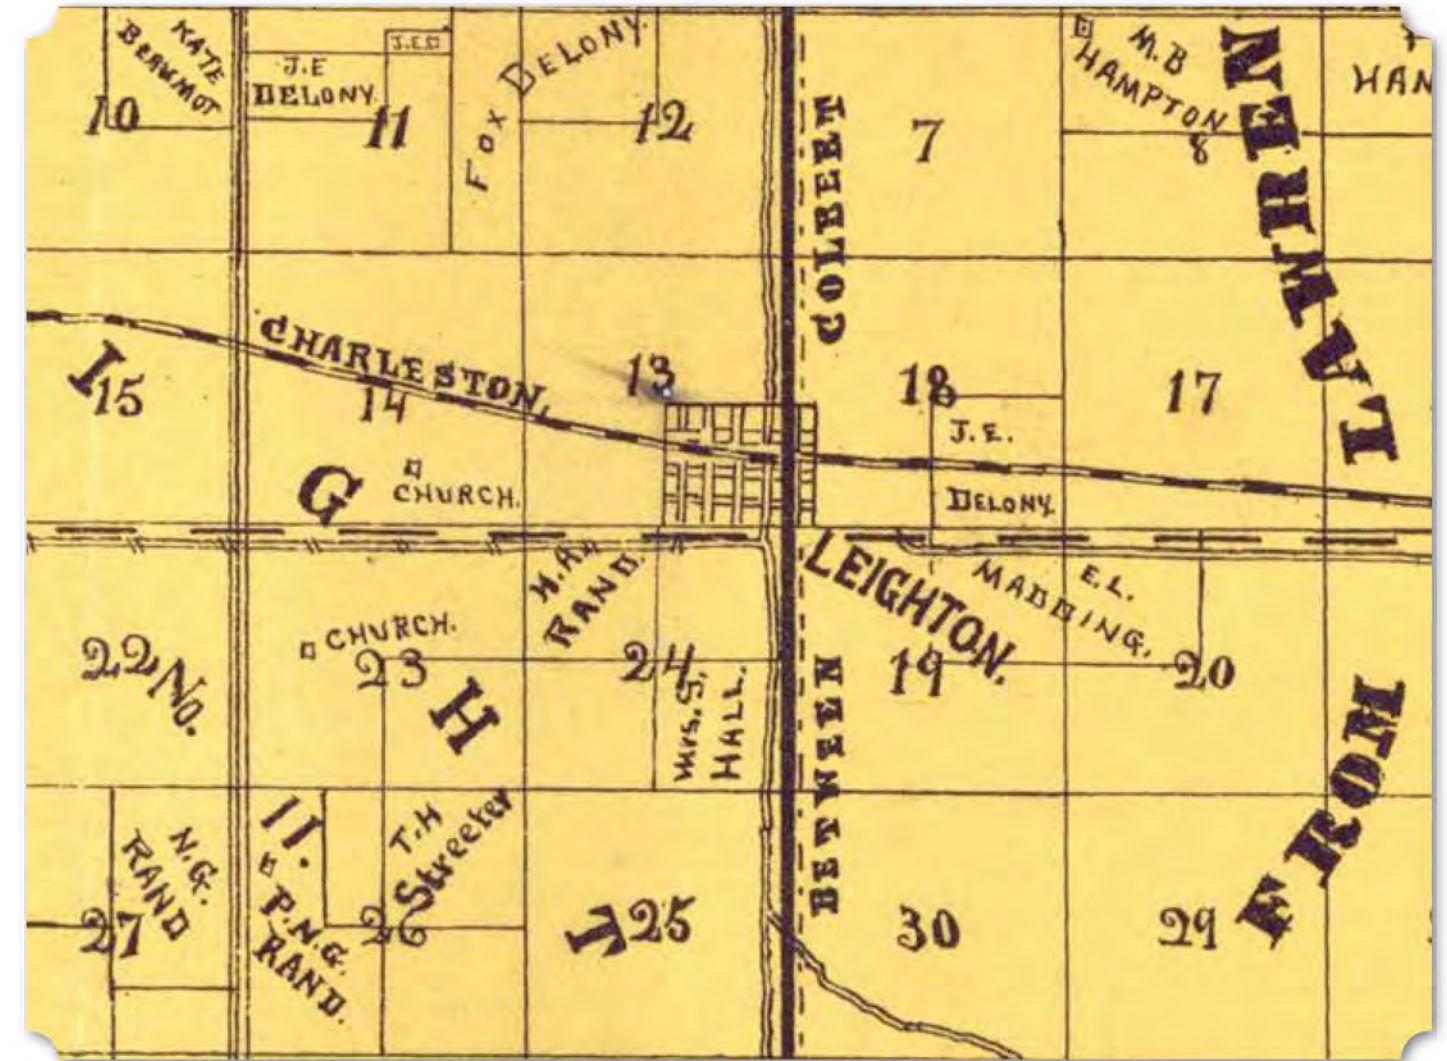 KATE
BEAUMOT
10
J.E
DELONY
J.E.D
11
FOX DELONY.
12
COLBERT
7
M.B
HAMPTON
8
HAN
LAWREN
I
15
CHARLESTON,
14
13
18
17
J.E.
DELONY.
G
CHURCH.
H.A.
RAND.
LEIGHTON.
E.L.
MADDING,
22
No.
CHURCH.
23
24
19
20
H
Mrs. S.
HALL.
BETWEEN
FROM
N.G.
RAND
27
11.
P.N.G.
RAND.
T.H
Streeter
26
T
25
30
29